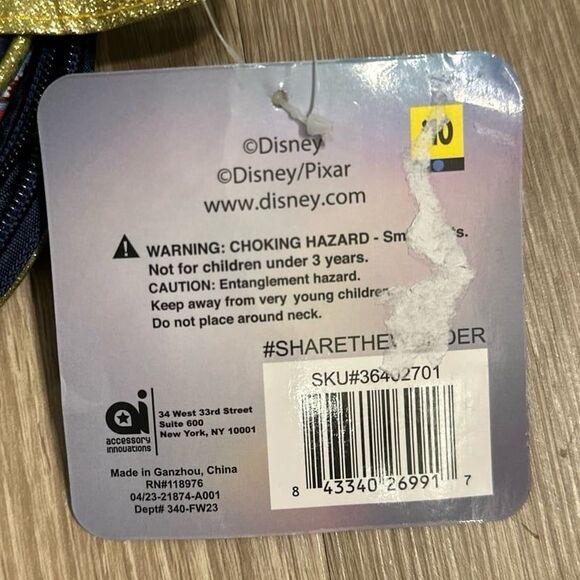 ©Disney
©Disney/Pixar
www.disney.com
10
WARNING: CHOKING HAZARD -
Not for children under 3 years.
CAUTION: Entanglement hazard.
Keep away from very young
Do not place around neck.
#SHARETHEWONDER
SKU#36402701
8 43340 26991 7
ai
accessory
innovations
34 West 33rd Street
Suite 600
New York, NY 10001
Made in Ganzhou, China
RN#118976
04/23-21874-A001
Dept# 340-FW23